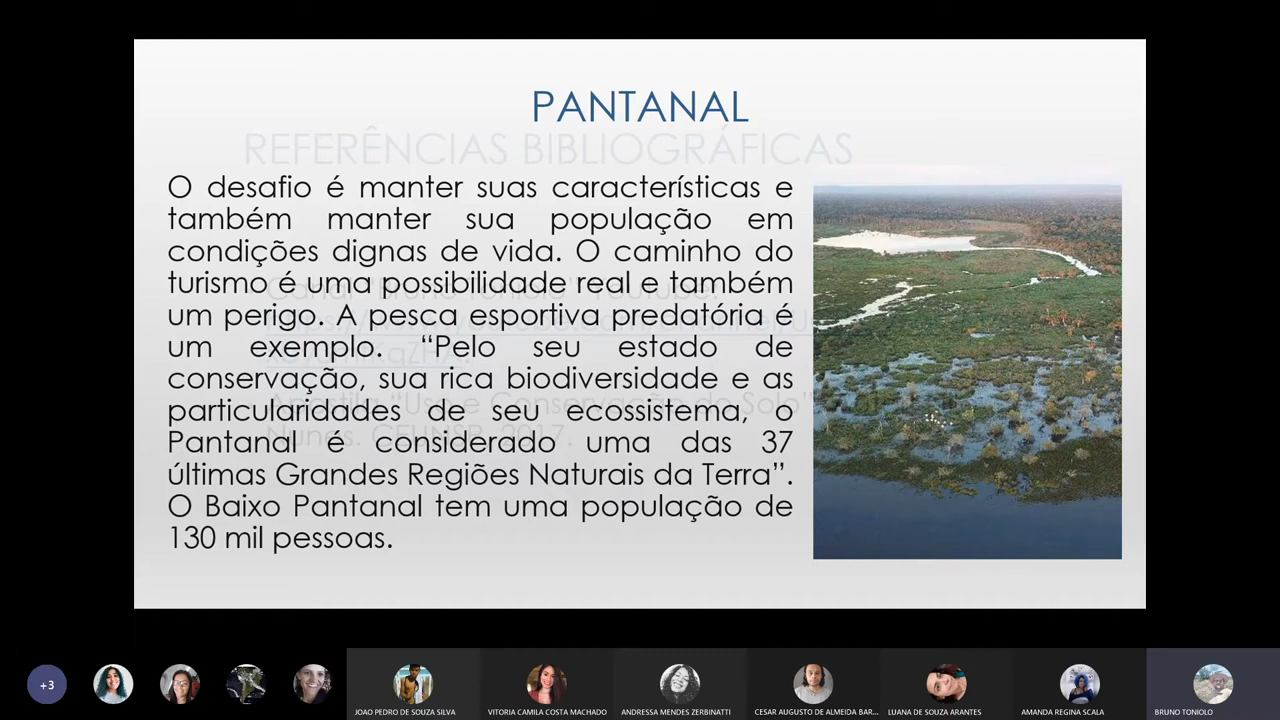 PANTANAL
REFERÊNCIAS BIBLIOGRÁFICAS
O desafio é manter suas características e
também manter sua população em
condições dignas de vida. O caminho do
turismo é uma possibilidade real e também
um perigo. A pesca esportiva predatória é
um exemplo. “Pelo seu estado de
conservação, sua rica biodiversidade e as
particularidades de seu ecossistema, o
Pantanal é considerado uma das 37
últimas Grandes Regiões Naturais da Terra”.
O Baixo Pantanal tem uma população de
130 mil pessoas.
+3
JOAO PEDRO DE SOUZA SILVA
VITORIA CAMILA COSTA MACHADO
ANDRESSA MENDES ZERBINATTI
CESAR AUGUSTO DE ALMEIDA BAR...
LUANA DE SOUZA ARANTES
AMANDA REGINA SCALA
BRUNO TONIOLO